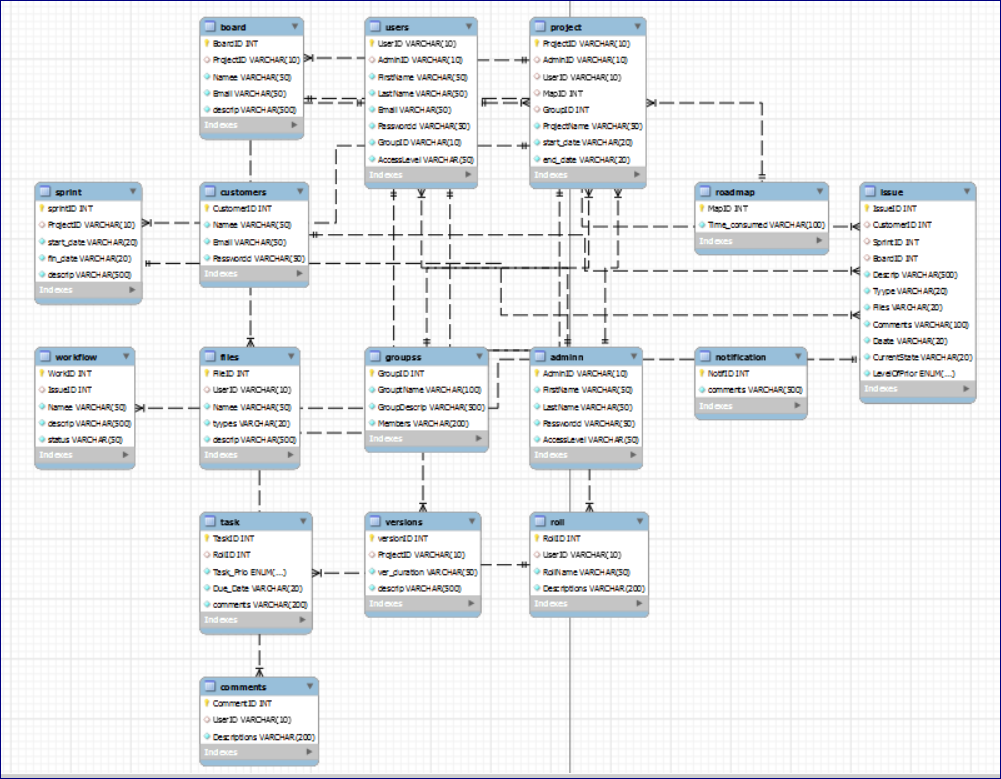 board
BoardID INT
ProjectID VARCHAR(10)
Namee VARCHAR(50)
Email VARCHAR(50)
descrip VARCHAR(500)
Indexes
users
UserID VARCHAR(10)
AdminID VARCHAR(10)
FirstName VARCHAR(50)
LastName VARCHAR(50)
Email VARCHAR(50)
Passwordd VARCHAR(50)
GroupID VARCHAR(10)
AccessLevel VARCHAR(50)
Indexes
project
ProjectID VARCHAR(10)
AdminID VARCHAR(10)
UserID VARCHAR(10)
MapID INT
GroupID INT
ProjectName VARCHAR(50)
start_date VARCHAR(20)
end_date VARCHAR(20)
Indexes
sprint
sprintID INT
ProjectID VARCHAR(10)
start_date VARCHAR(20)
fin_date VARCHAR(20)
descrip VARCHAR(500)
Indexes
customers
CustomerID INT
Namee VARCHAR(50)
Email VARCHAR(50)
Passwordd VARCHAR(50)
Indexes
roadmap
MapID INT
Time_consumed VARCHAR(100)
Indexes
issue
IssueID INT
CustomerID INT
SprintID INT
BoardID INT
Descrip VARCHAR(500)
Tyype VARCHAR(20)
Files VARCHAR(20)
Comments VARCHAR(100)
Daate VARCHAR(20)
CurrentState VARCHAR(20)
LevelOfPrior ENUM(...)
Indexes
workflow
WorkID INT
IssueID INT
Namee VARCHAR(50)
descrip VARCHAR(500)
status VARCHAR(50)
Indexes
files
FileID INT
UserID VARCHAR(10)
Namee VARCHAR(50)
tyypes VARCHAR(20)
descrip VARCHAR(500)
Indexes
groupss
GroupID INT
GrouptName VARCHAR(100)
GroupDescrip VARCHAR(500)
Members VARCHAR(200)
Indexes
adminn
AdminID VARCHAR(10)
FirstName VARCHAR(50)
LastName VARCHAR(50)
Passwordd VARCHAR(50)
AccessLevel VARCHAR(50)
Indexes
notification
NotifID INT
comments VARCHAR(500)
Indexes
task
TaskID INT
RollID INT
Task_Prio ENUM(...)
Due_Date VARCHAR(20)
comments VARCHAR(200)
Indexes
versions
versionID INT
ProjectID VARCHAR(10)
ver_duration VARCHAR(50)
descrip VARCHAR(500)
Indexes
roll
RollID INT
UserID VARCHAR(10)
RollName VARCHAR(50)
Descriptions VARCHAR(200)
Indexes
comments
CommentID INT
UserID VARCHAR(10)
Descriptions VARCHAR(200)
Indexes